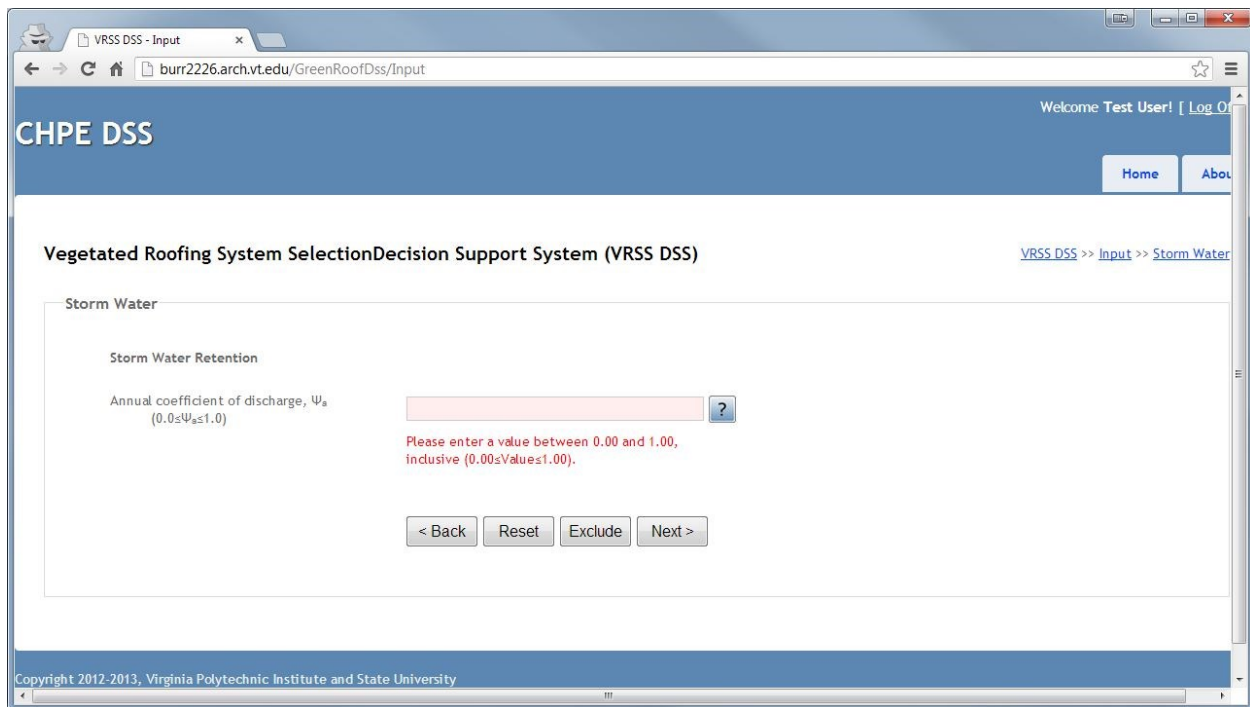 VRSS DSS - Input
burr2226.arch.vt.edu/GreenRoofDss/Input
Welcome Test User! [ Log Of
CHPE DSS
Home
Abou
Vegetated Roofing System SelectionDecision Support System (VRSS DSS)
VRSS DSS >> Input >> Storm Water
Storm Water
Storm Water Retention
Annual coefficient of discharge, Ψa
(0.0≤Ψa≤1.0)
?
Please enter a value between 0.00 and 1.00,
inclusive (0.00≤Value≤1.00).
< Back
Reset
Exclude
Next >
Copyright 2012-2013, Virginia Polytechnic Institute and State University